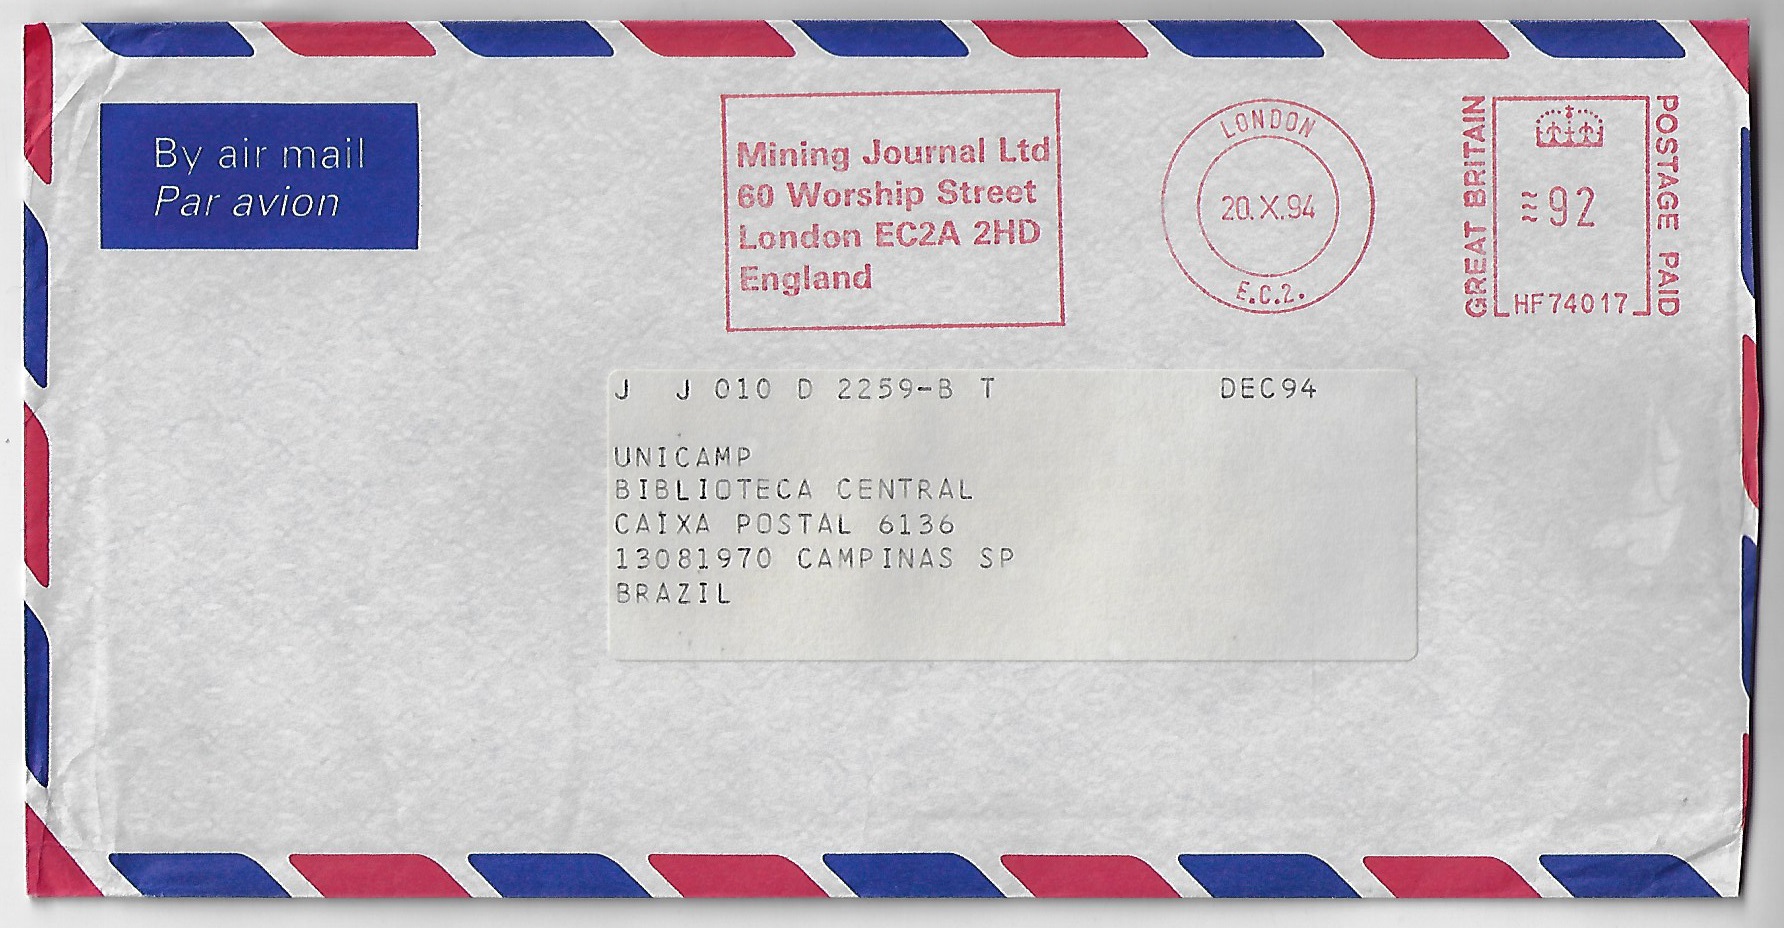 By air mail
Par avion
Mining Journal Ltd
60 Worship Street
London EC2A 2HD
England
LONDON
20.X.94
E.C.2.
GREAT BRITAIN
≈92
HF74017
POSTAGE PAID
J J 010 D 2259-B T DEC94
UNICAMP
BIBLIOTECA CENTRAL
CAIXA POSTAL 6136
13081970 CAMPINAS SP
BRAZIL